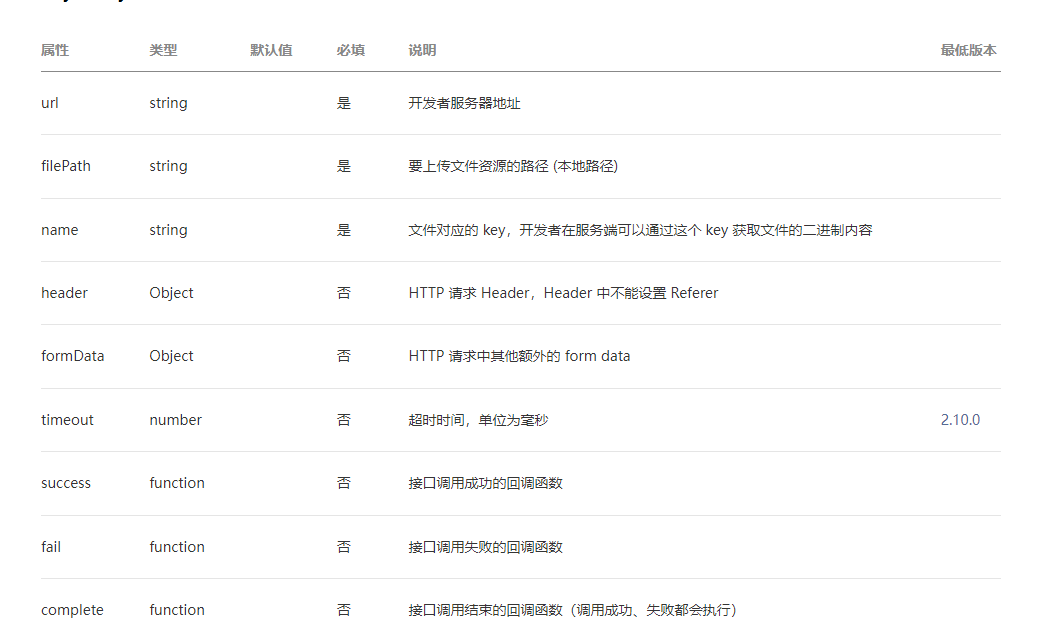 属性 类型 默认值 必填 说明 最低版本
url string 是 开发者服务器地址
filePath string 是 要上传文件资源的路径 (本地路径)
name string 是 文件对应的 key，开发者在服务端可以通过这个 key 获取文件的二进制内容
header Object 否 HTTP 请求 Header，Header 中不能设置 Referer
formData Object 否 HTTP 请求中其他额外的 form data
timeout number 否 超时时间，单位为毫秒 2.10.0
success function 否 接口调用成功的回调函数
fail function 否 接口调用失败的回调函数
complete function 否 接口调用结束的回调函数（调用成功、失败都会执行）